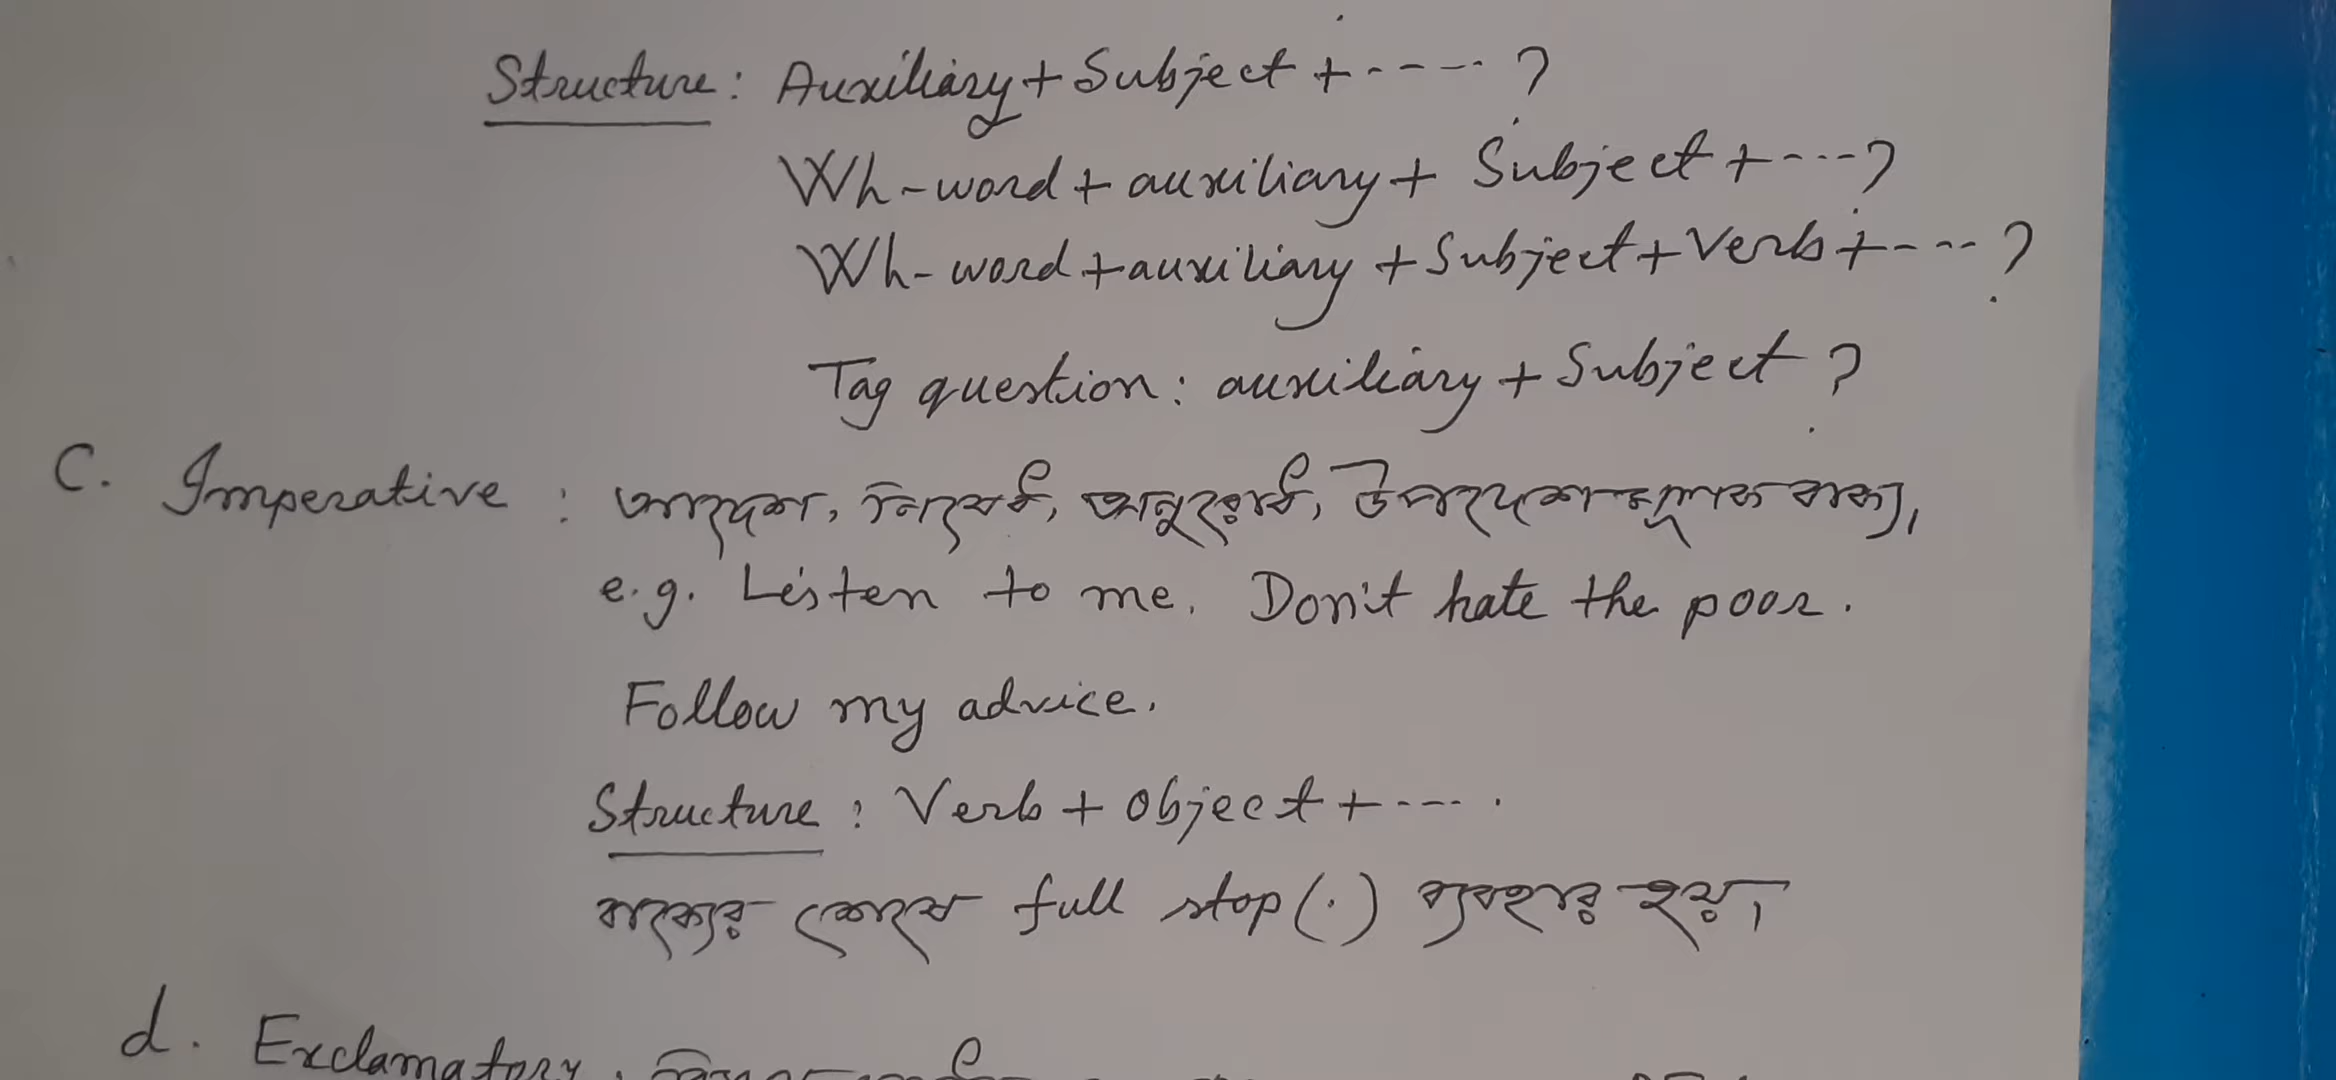 Structure: Auxiliary + Subject + ----- ?
Wh-word + auxiliary + Subject + ---- ?
Wh-word + auxiliary + Subject + Verb + ---- ?
Tag question: auxiliary + Subject ?
C. Imperative : আদেশ, নিষেধ, অনুরোধ, উপদেশমূলক বাক্য।
e.g. Listen to me. Don't hate the poor.
Follow my advice.
Structure : Verb + Object + ---- .
বাক্যের শেষে full stop (.) ব্যবহার হয়।
d. Exclamatory :